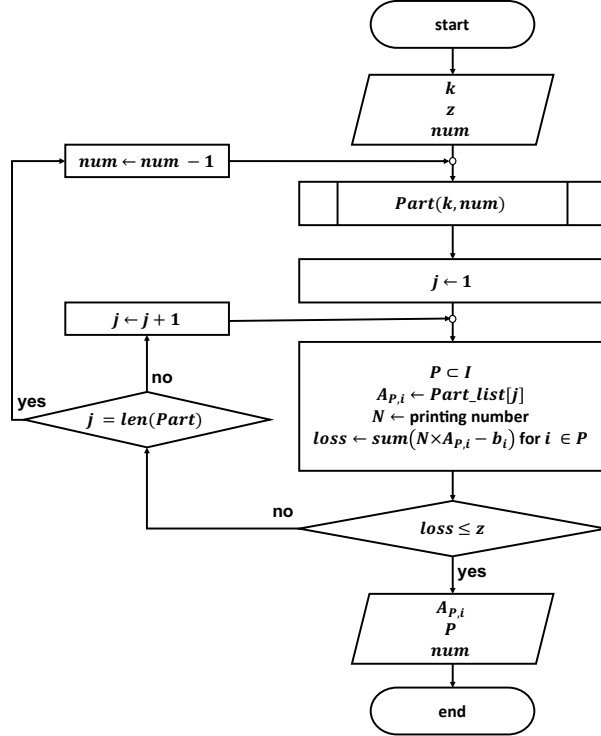 start
k
z
num
num ← num − 1
Part(k, num)
j ← 1
j ← j + 1
P ⊂ I
A_{P,i} ← Part_list[j]
N ← printing number
loss ← sum(N×A_{P,i} − b_i) for i ∈ P
no
yes
j = len(Part)
no
loss ≤ z
yes
A_{P,i}
P
num
end